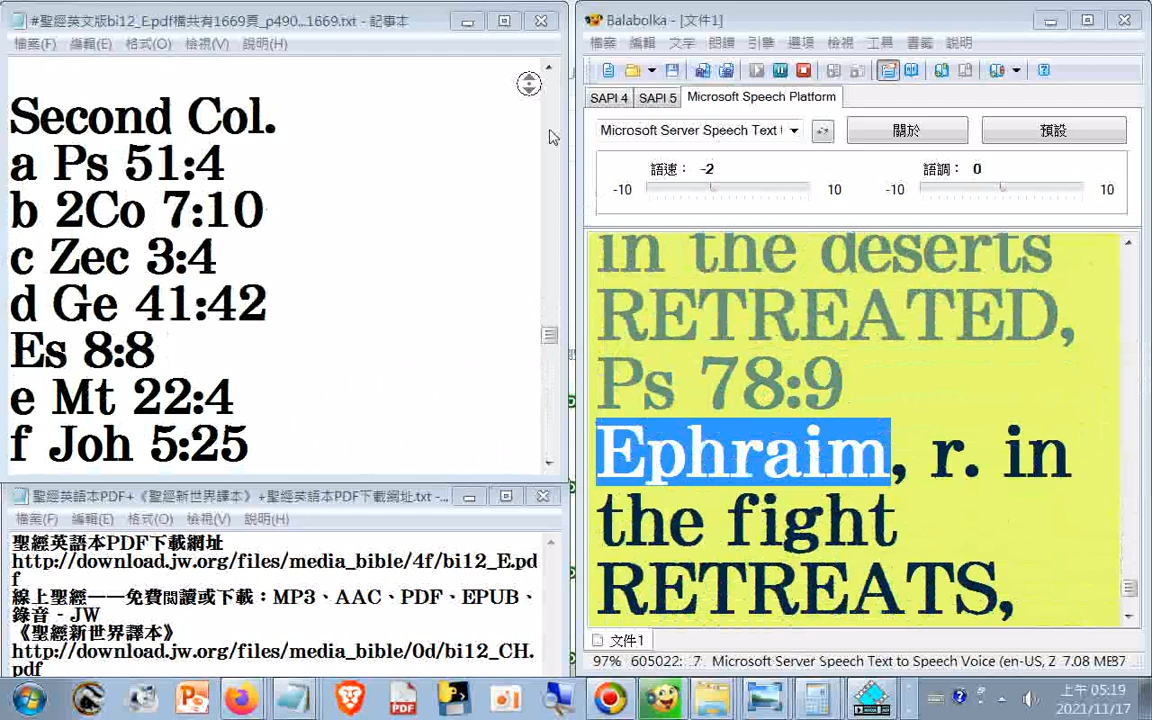 #聖經英文版bi12_E.pdf檔共有1669頁_p490...1669.txt - 記事本
檔案(F) 編輯(E) 格式(O) 檢視(V) 說明(H)
Second Col.
a Ps 51:4
b 2Co 7:10
c Zec 3:4
d Ge 41:42
Es 8:8
e Mt 22:4
f Joh 5:25
聖經英語本PDF+《聖經新世界譯本》+聖經英語本PDF下載網址.txt -...
檔案(F) 編輯(E) 格式(O) 檢視(V) 說明(H)
聖經英語本PDF下載網址
http://download.jw.org/files/media_bible/4f/bi12_E.pd
f
線上聖經——免費閱讀或下載：MP3、AAC、PDF、EPUB、
錄音 - JW
《聖經新世界譯本》
http://download.jw.org/files/media_bible/0d/bi12_CH.
pdf
Balabolka - [文件1]
檔案 編輯 文字 朗讀 引擎 選項 檢視 工具 書籤 說明
SAPI 4 SAPI 5 Microsoft Speech Platform
Microsoft Server Speech Text 關於 預設
語速： -2 語調： 0
-10 10 -10 10
in the deserts
RETREATED,
Ps 78:9
Ephraim, r. in
the fight
RETREATS,
文件1
97% 605022: 7 Microsoft Server Speech Text to Speech Voice (en-US, Z 7.08 MB
上午 05:19
2021/11/17